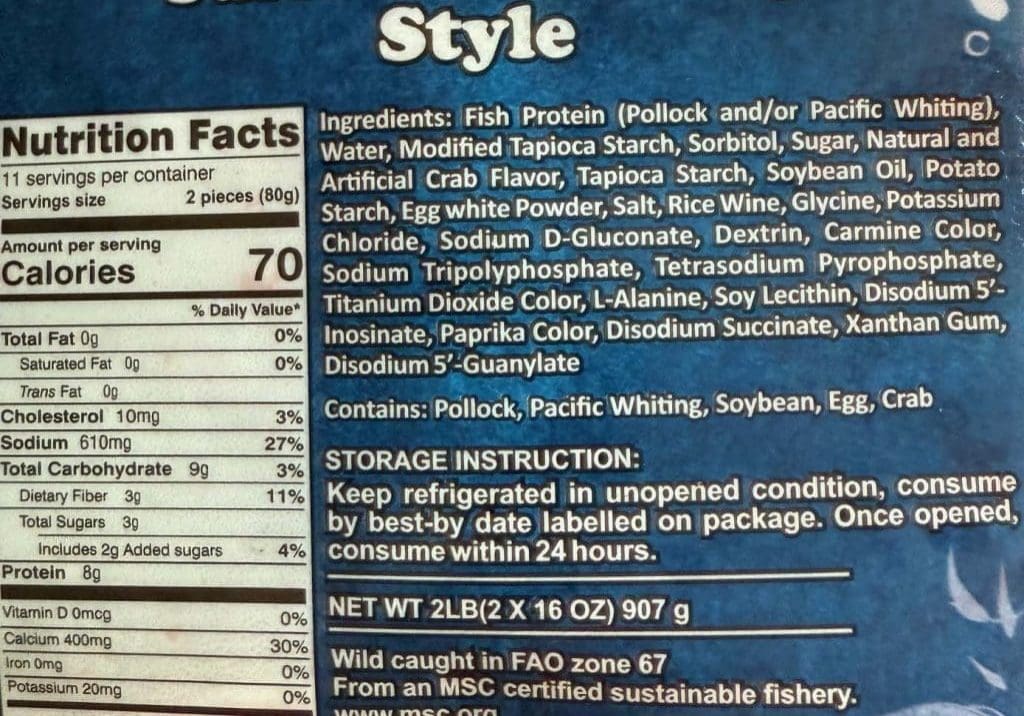 Style
Nutrition Facts
11 servings per container
Servings size 2 pieces (80g)
Amount per serving
Calories 70
% Daily Value*
Total Fat 0g 0%
Saturated Fat 0g 0%
Trans Fat 0g
Cholesterol 10mg 3%
Sodium 610mg 27%
Total Carbohydrate 9g 3%
Dietary Fiber 3g 11%
Total Sugars 3g
Includes 2g Added sugars 4%
Protein 8g
Vitamin D 0mcg 0%
Calcium 400mg 30%
Iron 0mg 0%
Potassium 20mg 0%
Ingredients: Fish Protein (Pollock and/or Pacific Whiting),
Water, Modified Tapioca Starch, Sorbitol, Sugar, Natural and
Artificial Crab Flavor, Tapioca Starch, Soybean Oil, Potato
Starch, Egg white Powder, Salt, Rice Wine, Glycine, Potassium
Chloride, Sodium D-Gluconate, Dextrin, Carmine Color,
Sodium Tripolyphosphate, Tetrasodium Pyrophosphate,
Titanium Dioxide Color, L-Alanine, Soy Lecithin, Disodium 5'-
Inosinate, Paprika Color, Disodium Succinate, Xanthan Gum,
Disodium 5'-Guanylate
Contains: Pollock, Pacific Whiting, Soybean, Egg, Crab
STORAGE INSTRUCTION:
Keep refrigerated in unopened condition, consume
by best-by date labelled on package. Once opened,
consume within 24 hours.
NET WT 2LB(2 X 16 OZ) 907 g
Wild caught in FAO zone 67
From an MSC certified sustainable fishery.
www.msc.org